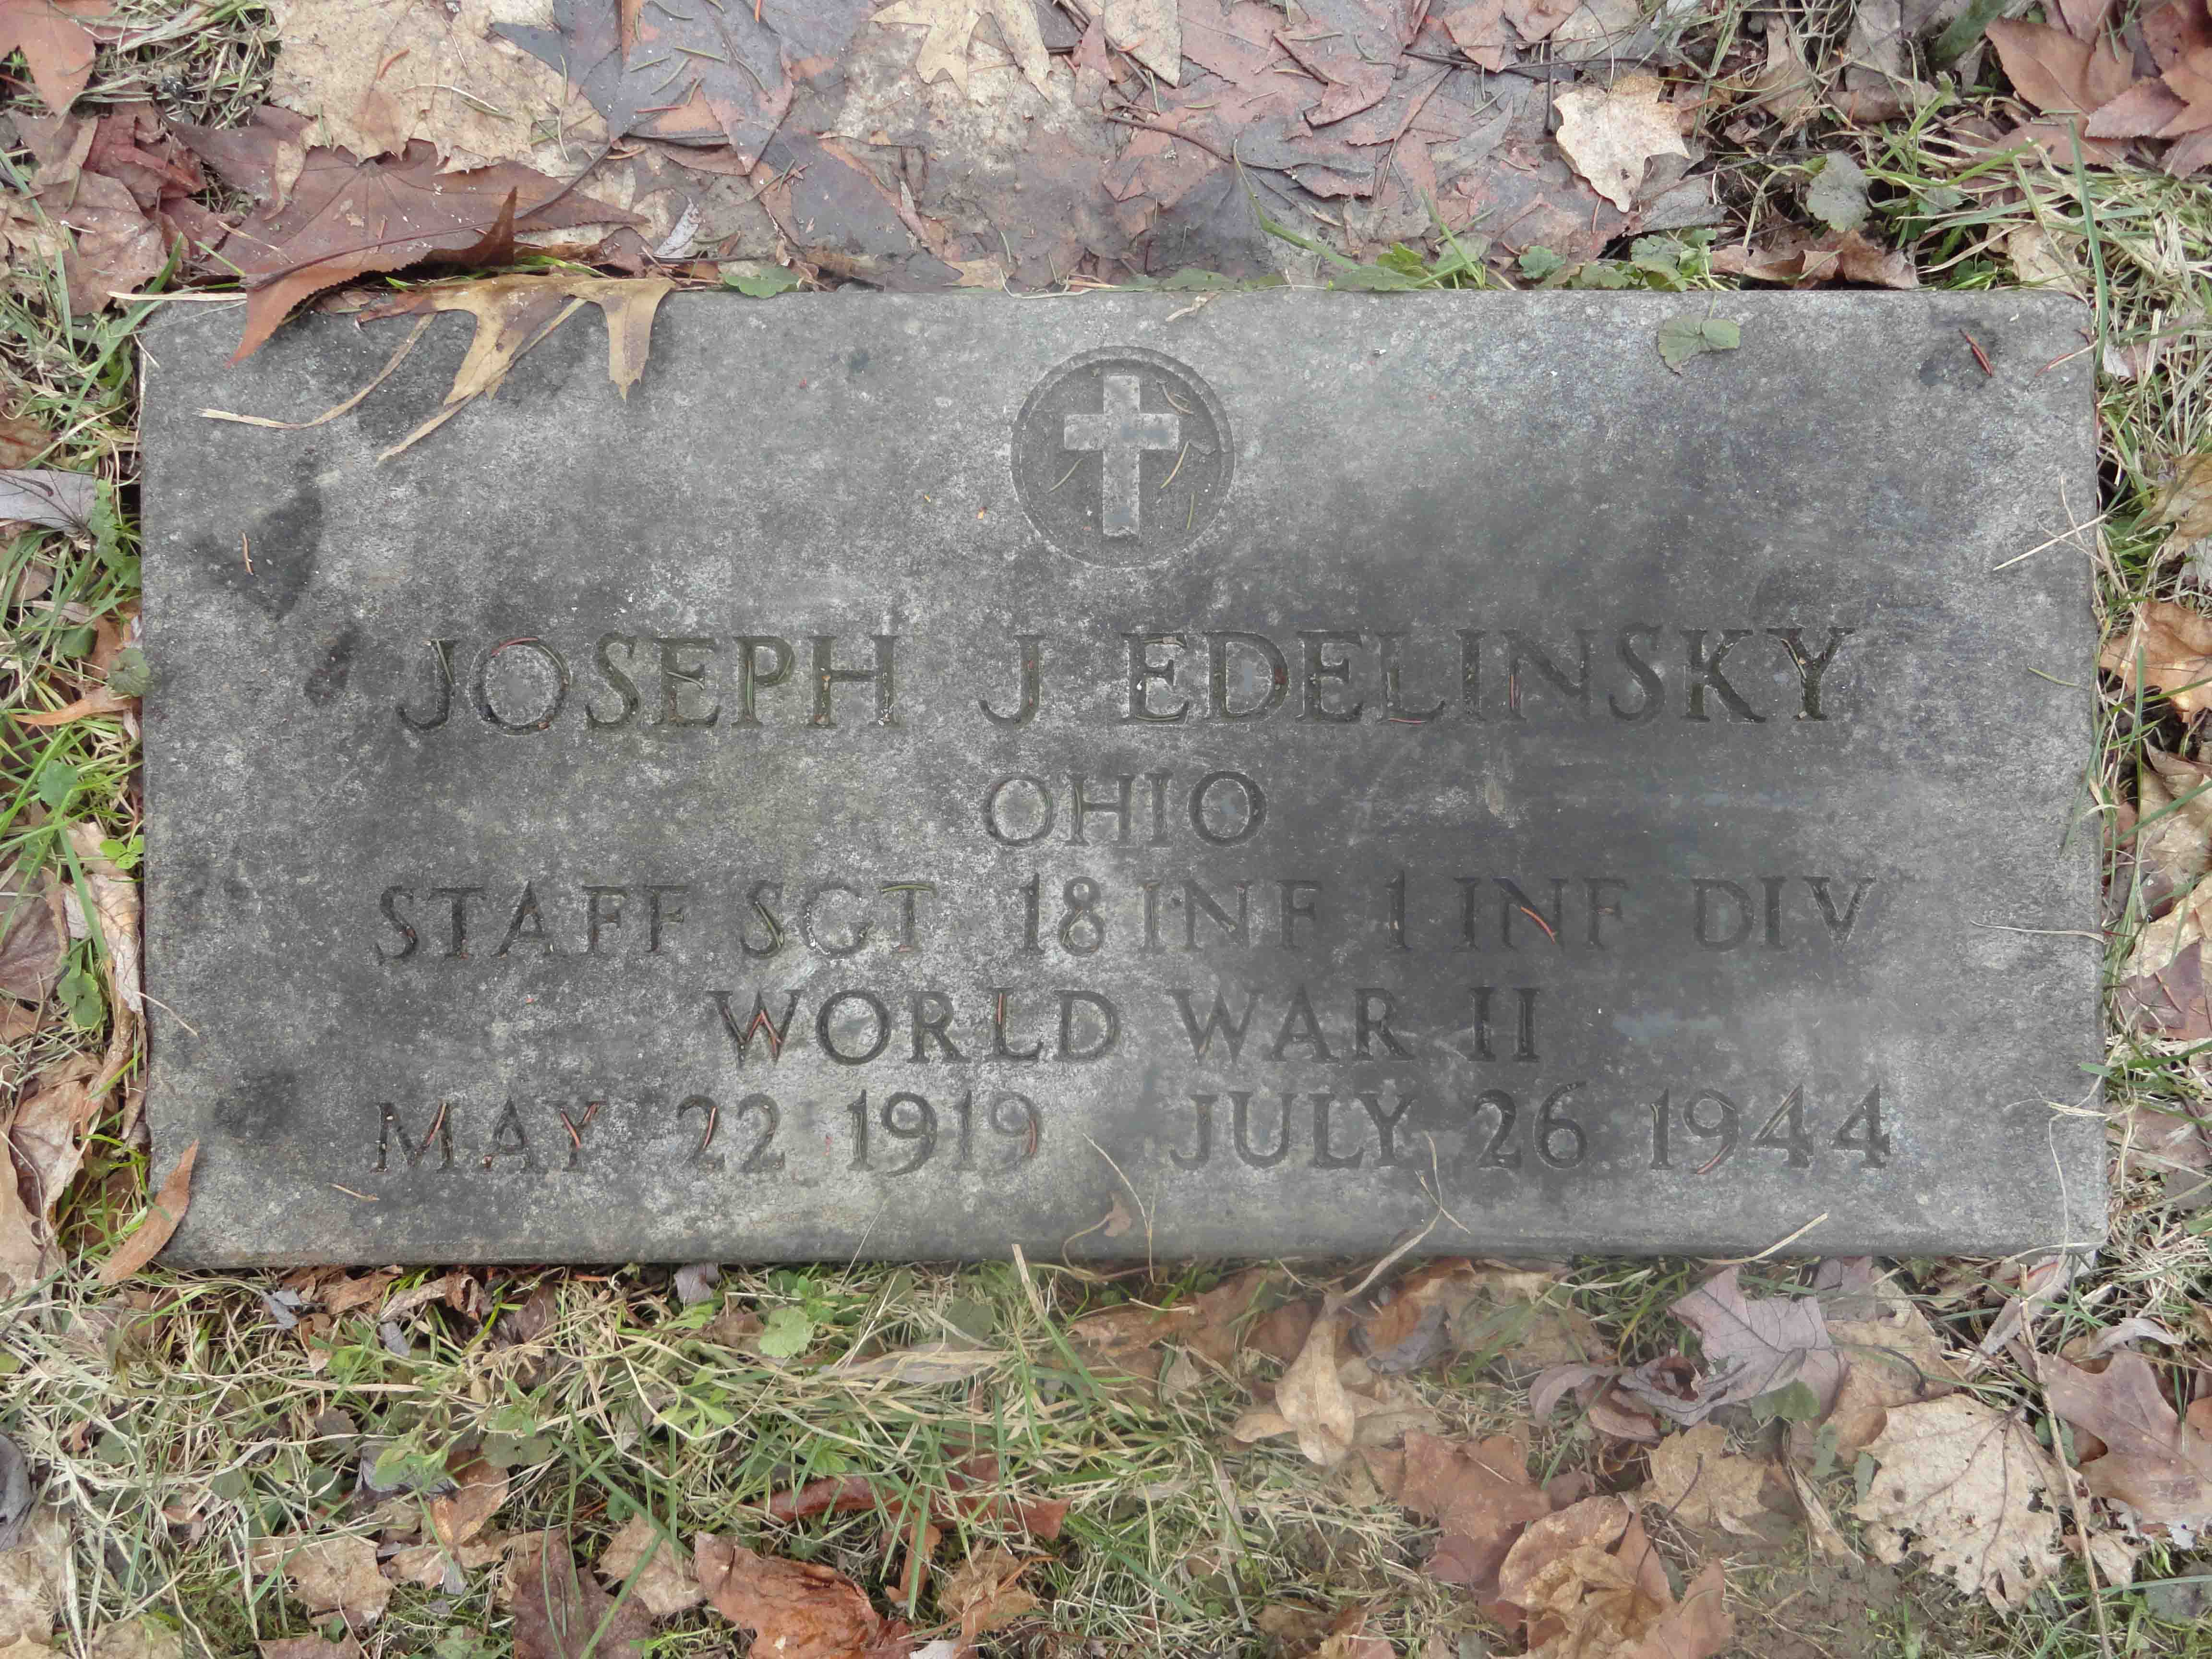 JOSEPH J EDELINSKY
OHIO
STAFF SGT 18 INF 1 INF DIV
WORLD WAR II
MAY 22 1919 JULY 26 1944